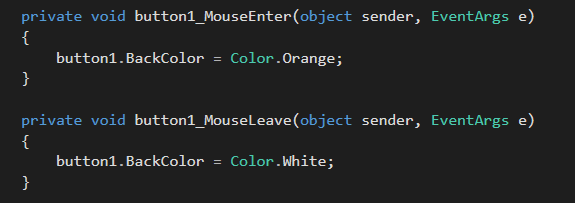 private void button1_MouseEnter(object sender, EventArgs e)
{
    button1.BackColor = Color.Orange;
}

private void button1_MouseLeave(object sender, EventArgs e)
{
    button1.BackColor = Color.White;
}